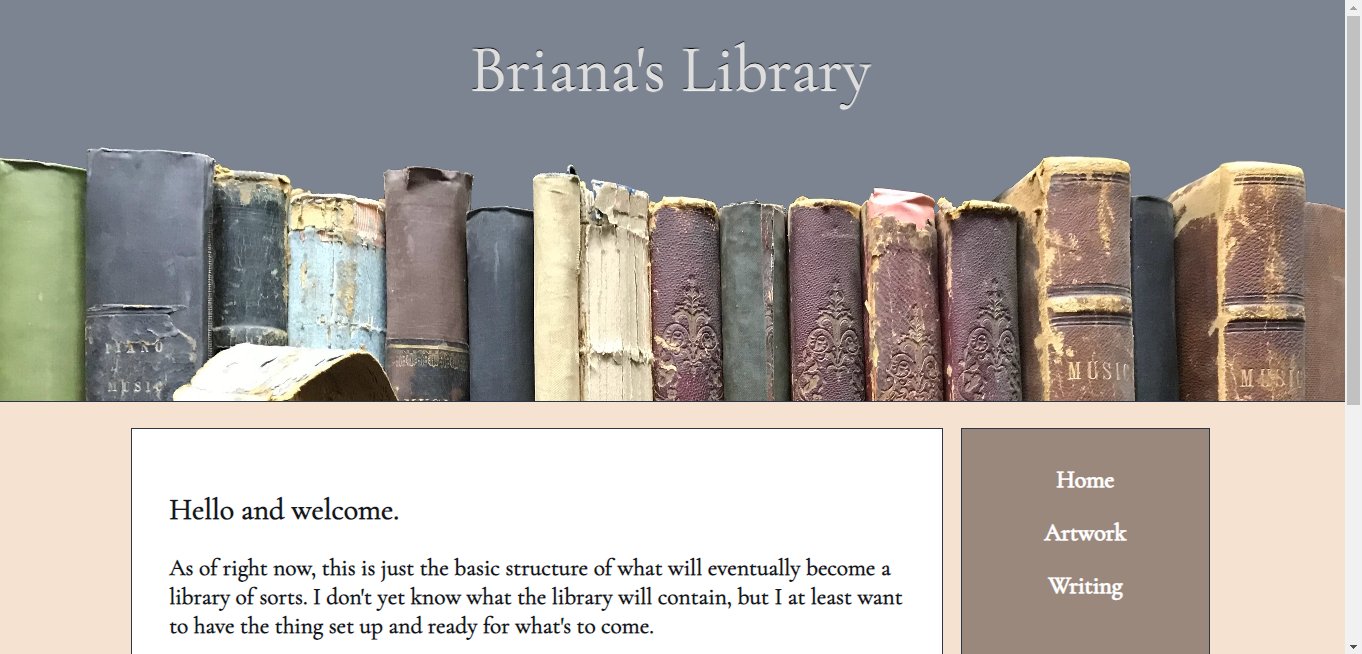 Briana's Library
PIANO
MUSIC
MUSIC
MUSIC
Hello and welcome.
As of right now, this is just the basic structure of what will eventually become a
library of sorts. I don't yet know what the library will contain, but I at least want
to have the thing set up and ready for what's to come.
Home
Artwork
Writing